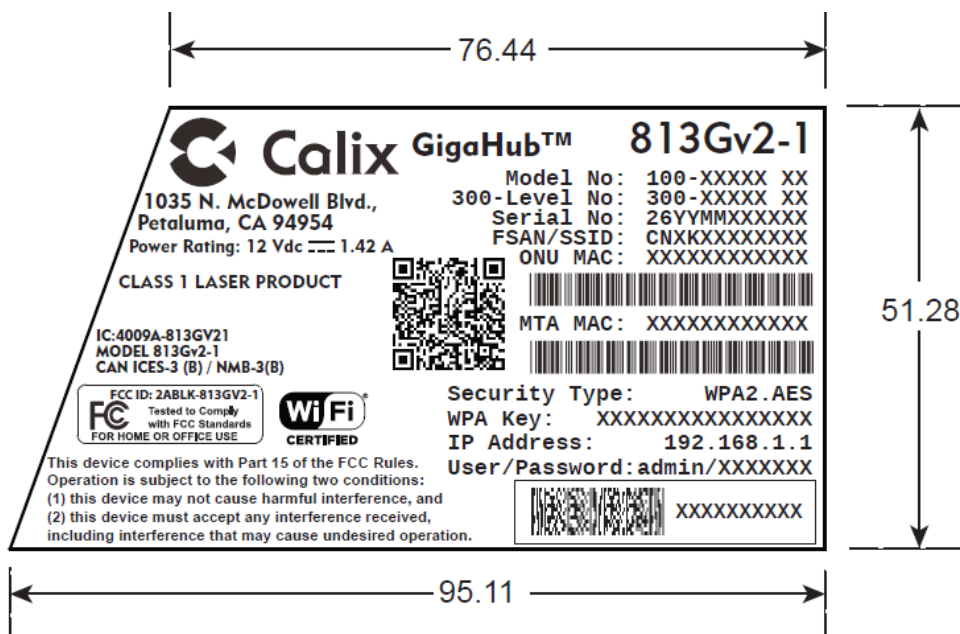 76.44
Calix GigaHub™ 813Gv2-1
1035 N. McDowell Blvd.,
Petaluma, CA 94954
Power Rating: 12 Vdc ⎓ 1.42 A
CLASS 1 LASER PRODUCT
IC:4009A-813GV21
MODEL 813Gv2-1
CAN ICES-3 (B) / NMB-3(B)
FCC ID: 2ABLK-813GV2-1
FC
Tested to Comply
with FCC Standards
FOR HOME OR OFFICE USE
Wi Fi
CERTIFIED
This device complies with Part 15 of the FCC Rules.
Operation is subject to the following two conditions:
(1) this device may not cause harmful interference, and
(2) this device must accept any interference received,
including interference that may cause undesired operation.
Model No: 100-XXXXX XX
300-Level No: 300-XXXXX XX
Serial No: 26YYMMXXXXXX
FSAN/SSID: CNXKXXXXXXXX
ONU MAC: XXXXXXXXXXXX
MTA MAC: XXXXXXXXXXXX
Security Type: WPA2.AES
WPA Key: XXXXXXXXXXXXXXXX
IP Address: 192.168.1.1
User/Password:admin/XXXXXXX
XXXXXXXXXX
51.28
95.11